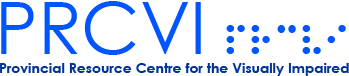 PRCVI ⠏⠗⠉⠧⠊
Provincial Resource Centre for the Visually Impaired